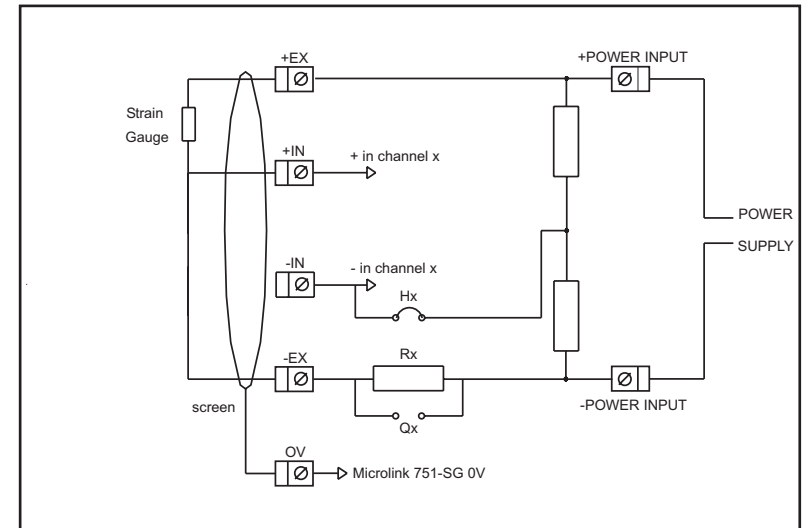 +EX
+POWER INPUT
Strain
Gauge
+IN
+ in channel x
POWER
SUPPLY
-IN
- in channel x
Hx
-EX
Rx
screen
Qx
-POWER INPUT
OV
Microlink 751-SG 0V